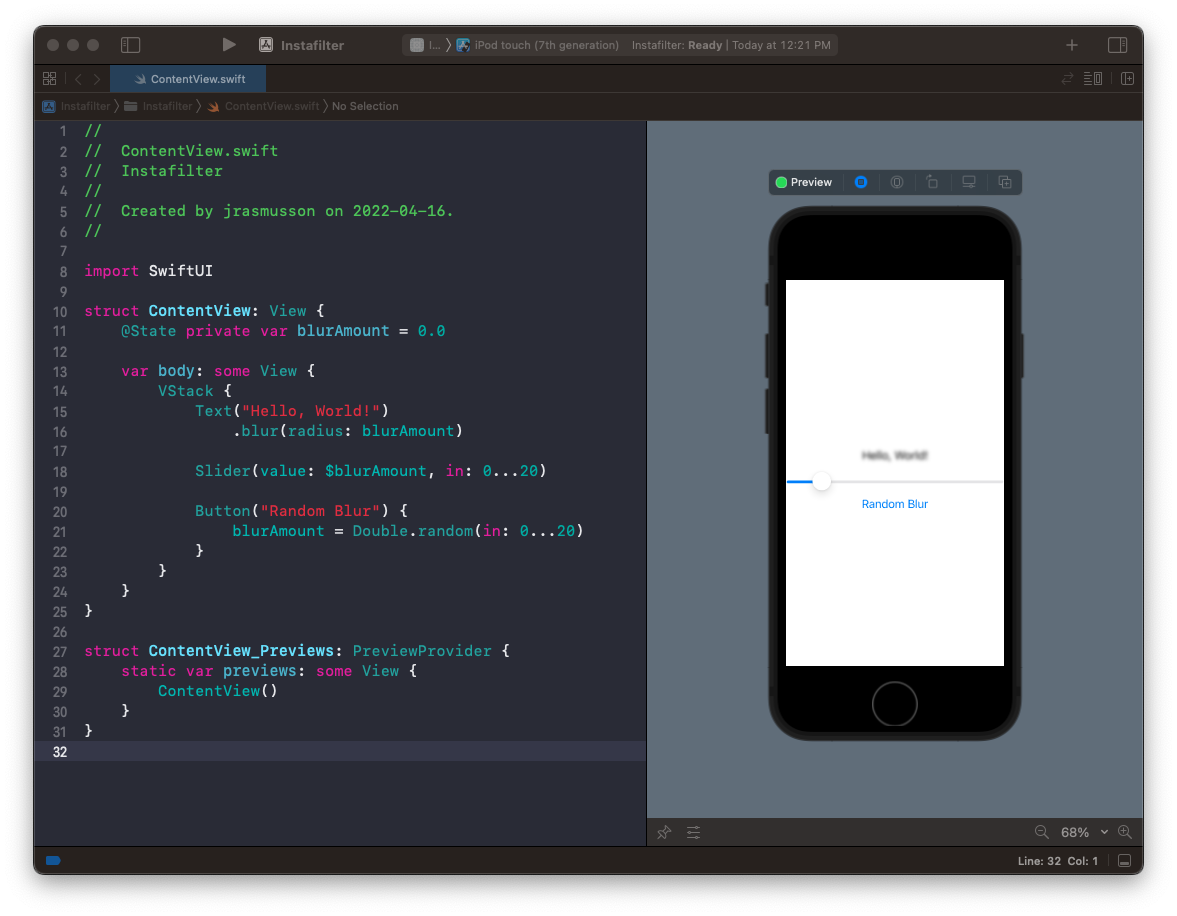 Instafilter
I... iPod touch (7th generation) Instafilter: Ready | Today at 12:21 PM
ContentView.swift
Instafilter Instafilter ContentView.swift No Selection
1 //
2 //  ContentView.swift
3 //  Instafilter
4 //
5 //  Created by jrasmusson on 2022-04-16.
6 //
7
8 import SwiftUI
9
10 struct ContentView: View {
11     @State private var blurAmount = 0.0
12
13     var body: some View {
14         VStack {
15             Text("Hello, World!")
16                 .blur(radius: blurAmount)
17
18             Slider(value: $blurAmount, in: 0...20)
19
20             Button("Random Blur") {
21                 blurAmount = Double.random(in: 0...20)
22             }
23         }
24     }
25 }
26
27 struct ContentView_Previews: PreviewProvider {
28     static var previews: some View {
29         ContentView()
30     }
31 }
32
Preview
Hello, World!
Random Blur
68%
Line: 32 Col: 1